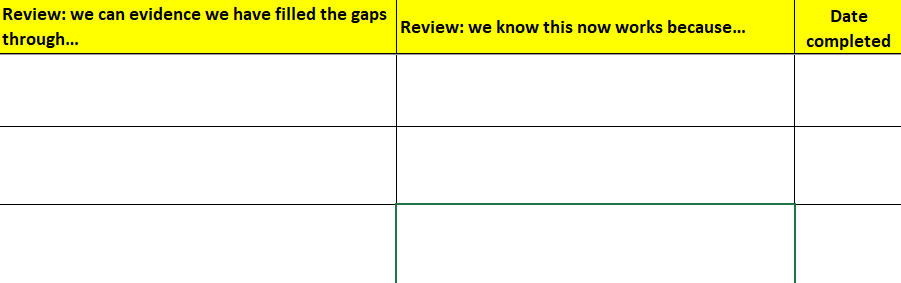 Review: we can evidence we have filled the gaps
through...
Review: we know this now works because...
Date
completed